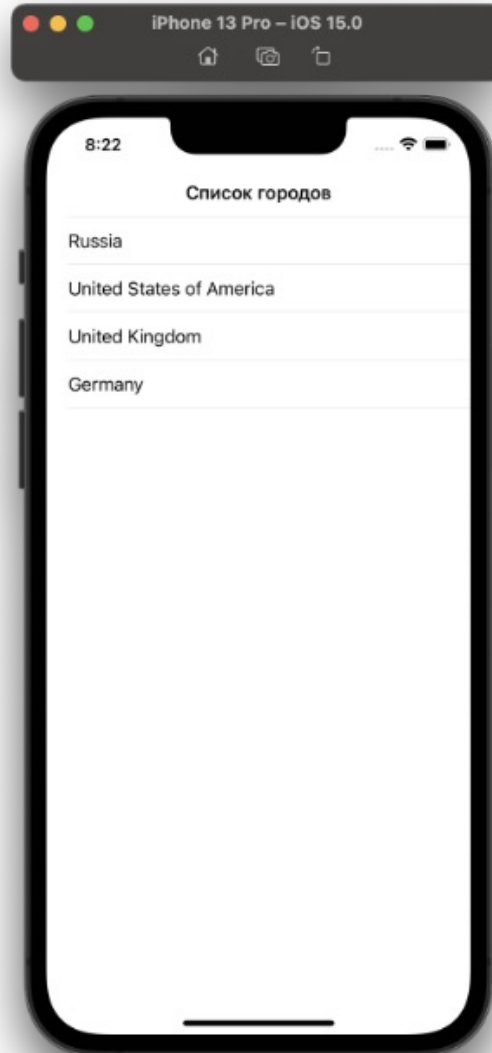 iPhone 13 Pro – iOS 15.0
8:22
Список городов
Russia
United States of America
United Kingdom
Germany